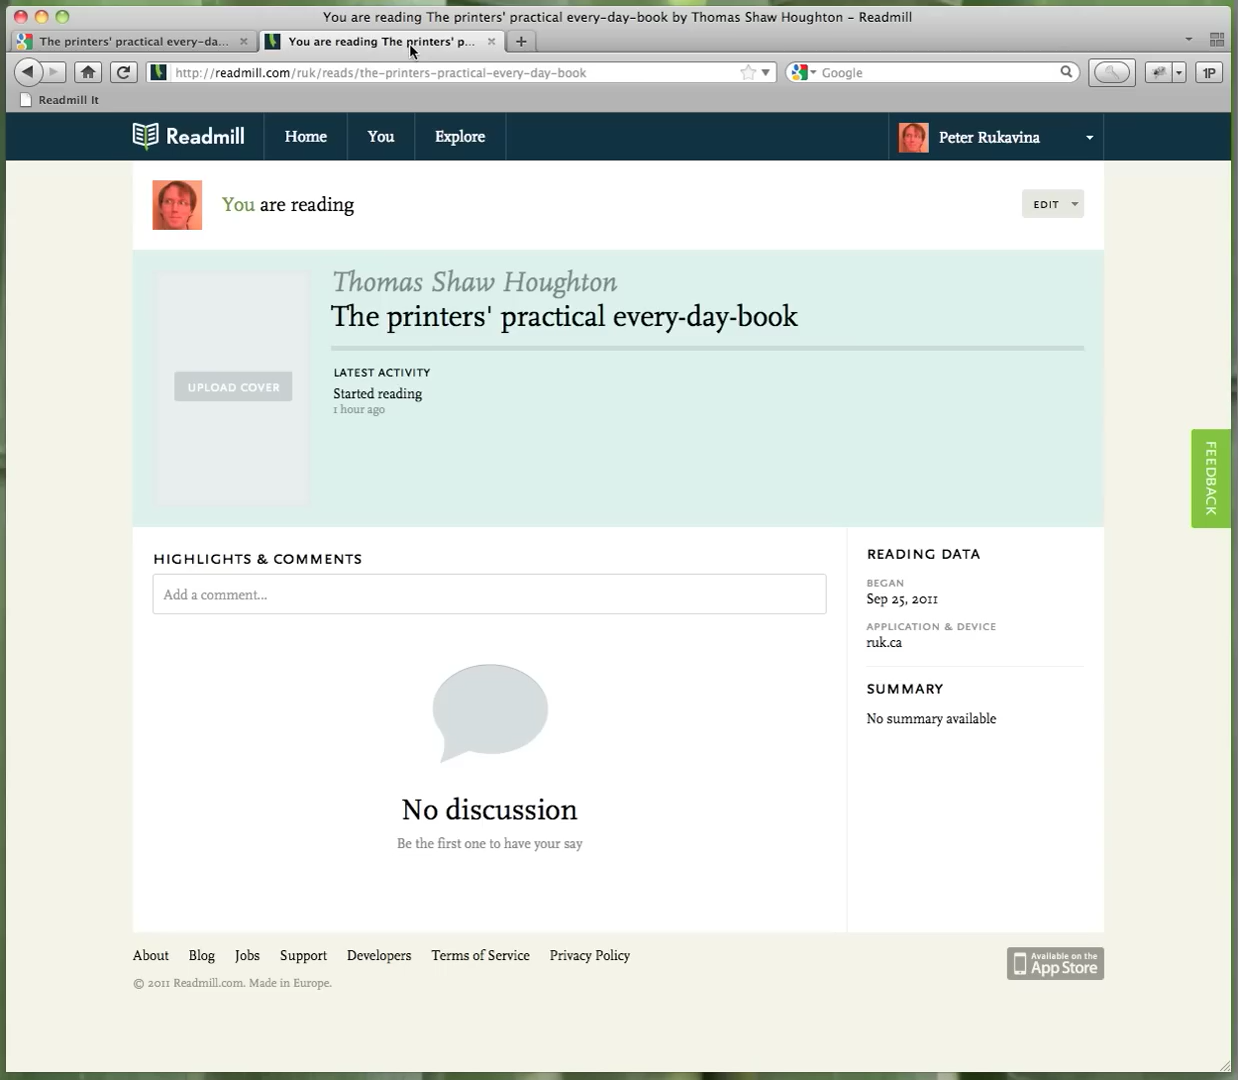 You are reading The printers' practical every-day-book by Thomas Shaw Houghton – Readmill
The printers' practical every-da...
You are reading The printers' p...
http://readmill.com/ruk/reads/the-printers-practical-every-day-book
Google
1P
Readmill It
Readmill
Home
You
Explore
Peter Rukavina
You are reading
EDIT
Thomas Shaw Houghton
The printers' practical every-day-book
UPLOAD COVER
LATEST ACTIVITY
Started reading
1 hour ago
FEEDBACK
HIGHLIGHTS & COMMENTS
Add a comment...
No discussion
Be the first one to have your say
READING DATA
BEGAN
Sep 25, 2011
APPLICATION & DEVICE
ruk.ca
SUMMARY
No summary available
About Blog Jobs Support Developers Terms of Service Privacy Policy
© 2011 Readmill.com. Made in Europe.
Available on the
App Store